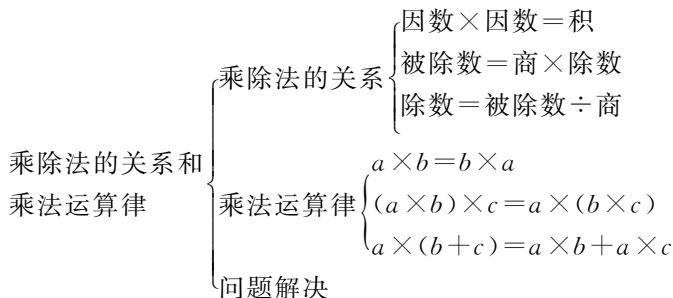 乘除法的关系和
乘法运算律
乘除法的关系
因数×因数=积
被除数=商×除数
除数=被除数÷商
乘法运算律
a×b=b×a
(a×b)×c=a×(b×c)
a×(b+c)=a×b+a×c
问题解决